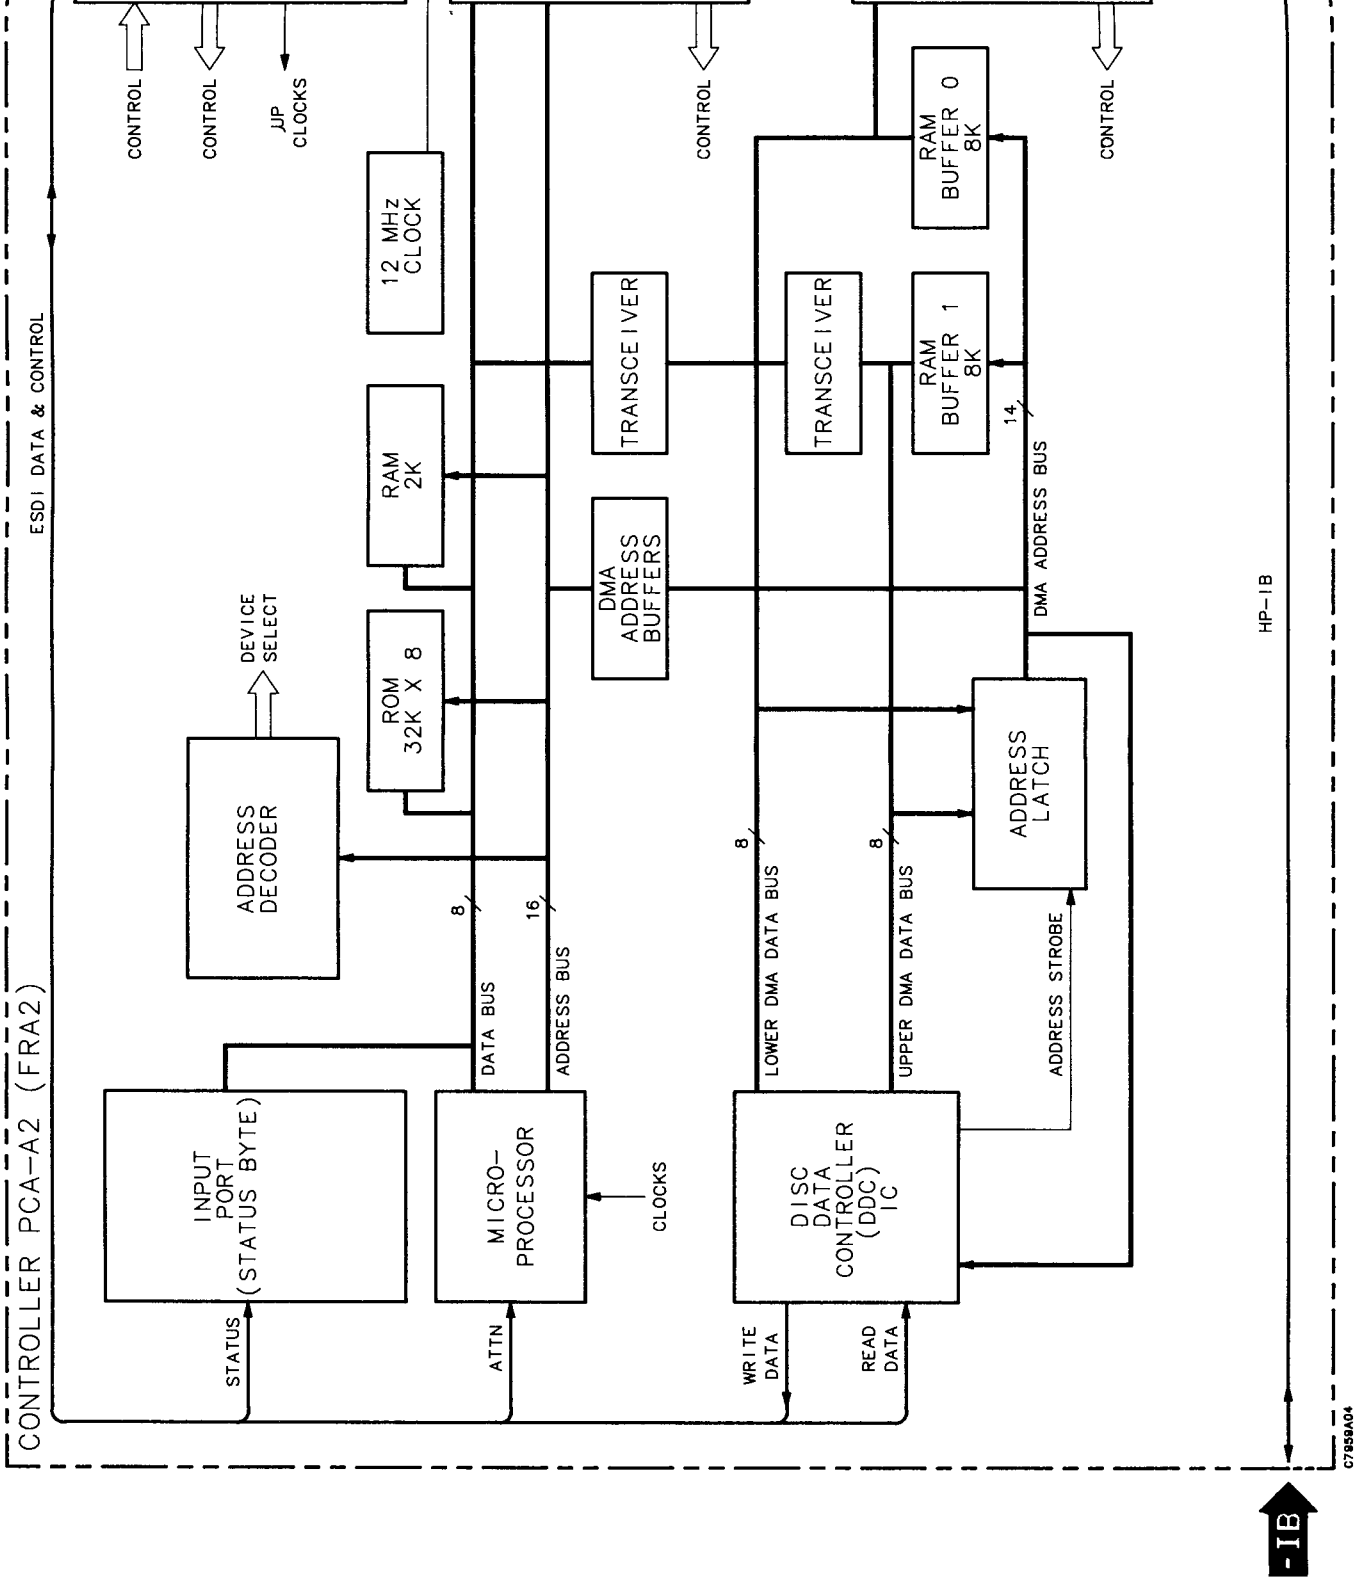 CONTROLLER PCA-A2 (FRA2)
ESDI DATA & CONTROL
STATUS
INPUT
PORT
(STATUS BYTE)
ADDRESS
DECODER
DEVICE
SELECT
CONTROL
CONTROL
µP
CLOCKS
ATTN
MICRO-
PROCESSOR
CLOCKS
DATA BUS
8
ADDRESS BUS
16
ROM
32K X 8
RAM
2K
12 MHz
CLOCK
DMA
ADDRESS
BUFFERS
TRANSCEIVER
CONTROL
WRITE
DATA
READ
DATA
DISC
DATA
CONTROLLER
(DDC)
IC
LOWER DMA DATA BUS
8
UPPER DMA DATA BUS
8
TRANSCEIVER
RAM
BUFFER 1
8K
RAM
BUFFER 0
8K
ADDRESS STROBE
ADDRESS
LATCH
DMA ADDRESS BUS
14
CONTROL
HP-IB
-IB
C7959A04